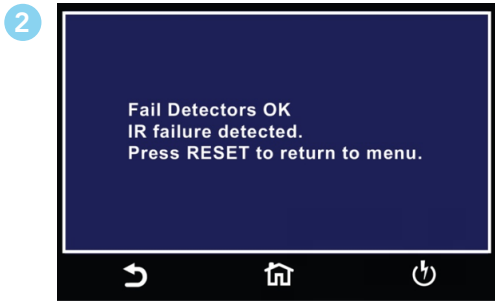 2
Fail Detectors OK
IR failure detected.
Press RESET to return to menu.